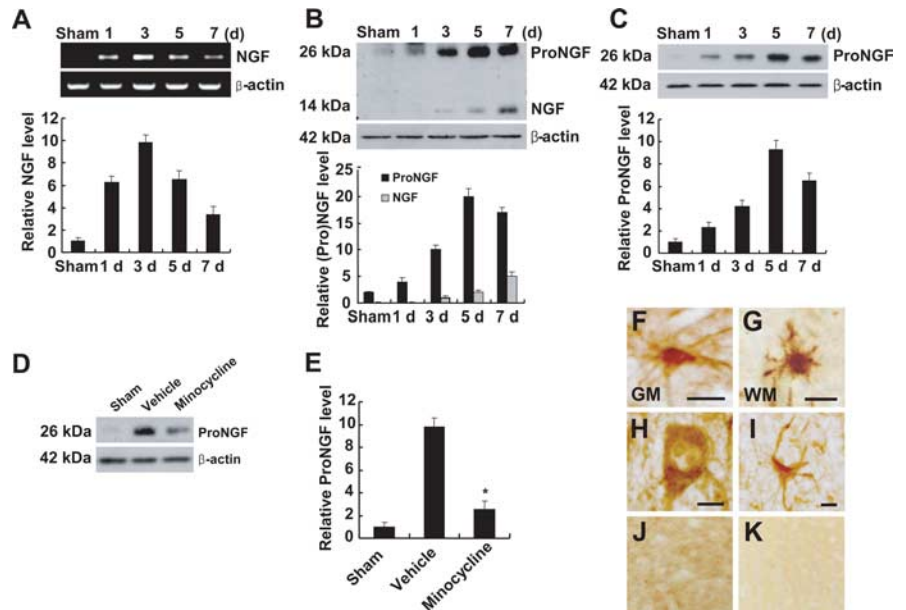 A
Sham 1 3 5 7 (d)
NGF
β-actin
Relative NGF level
12
10
8
6
4
2
0
Sham 1 d 3 d 5 d 7 d
B
Sham 1 3 5 7 (d)
26 kDa ProNGF
14 kDa NGF
42 kDa β-actin
Relative (Pro)NGF level
25
20
15
10
5
0
ProNGF
NGF
Sham 1 d 3 d 5 d 7 d
C
Sham 1 3 5 7 (d)
26 kDa ProNGF
42 kDa β-actin
Relative ProNGF level
12
10
8
6
4
2
0
Sham 1 d 3 d 5 d 7 d
D
Sham Vehicle Minocycline
26 kDa ProNGF
42 kDa β-actin
E
Relative ProNGF level
12
10
8
6
4
2
0
*
Sham Vehicle Minocycline
F
GM
G
WM
H
I
J
K